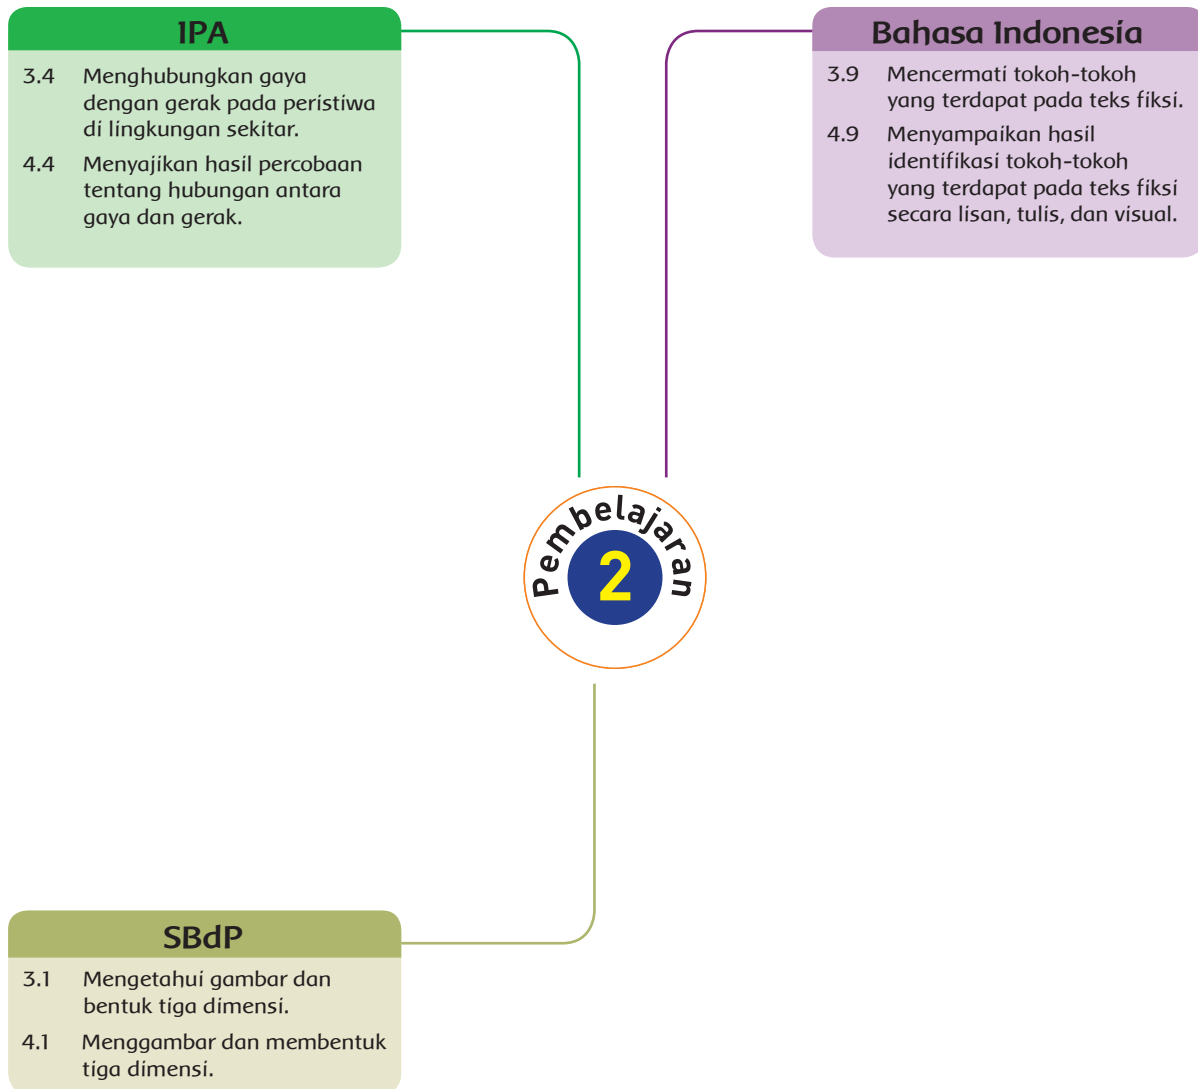 IPA
3.4 Menghubungkan gaya
dengan gerak pada peristiwa
di lingkungan sekitar.
4.4 Menyajikan hasil percobaan
tentang hubungan antara
gaya dan gerak.
Bahasa Indonesia
3.9 Mencermati tokoh-tokoh
yang terdapat pada teks fiksi.
4.9 Menyampaikan hasil
identifikasi tokoh-tokoh
yang terdapat pada teks fiksi
secara lisan, tulis, dan visual.
Pembelajaran
2
SBdP
3.1 Mengetahui gambar dan
bentuk tiga dimensi.
4.1 Menggambar dan membentuk
tiga dimensi.